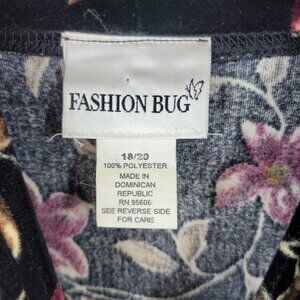 FASHION BUG
18/20
100% POLYESTER
MADE IN
DOMINICAN
REPUBLIC
RN 95606
SEE REVERSE SIDE
FOR CARE